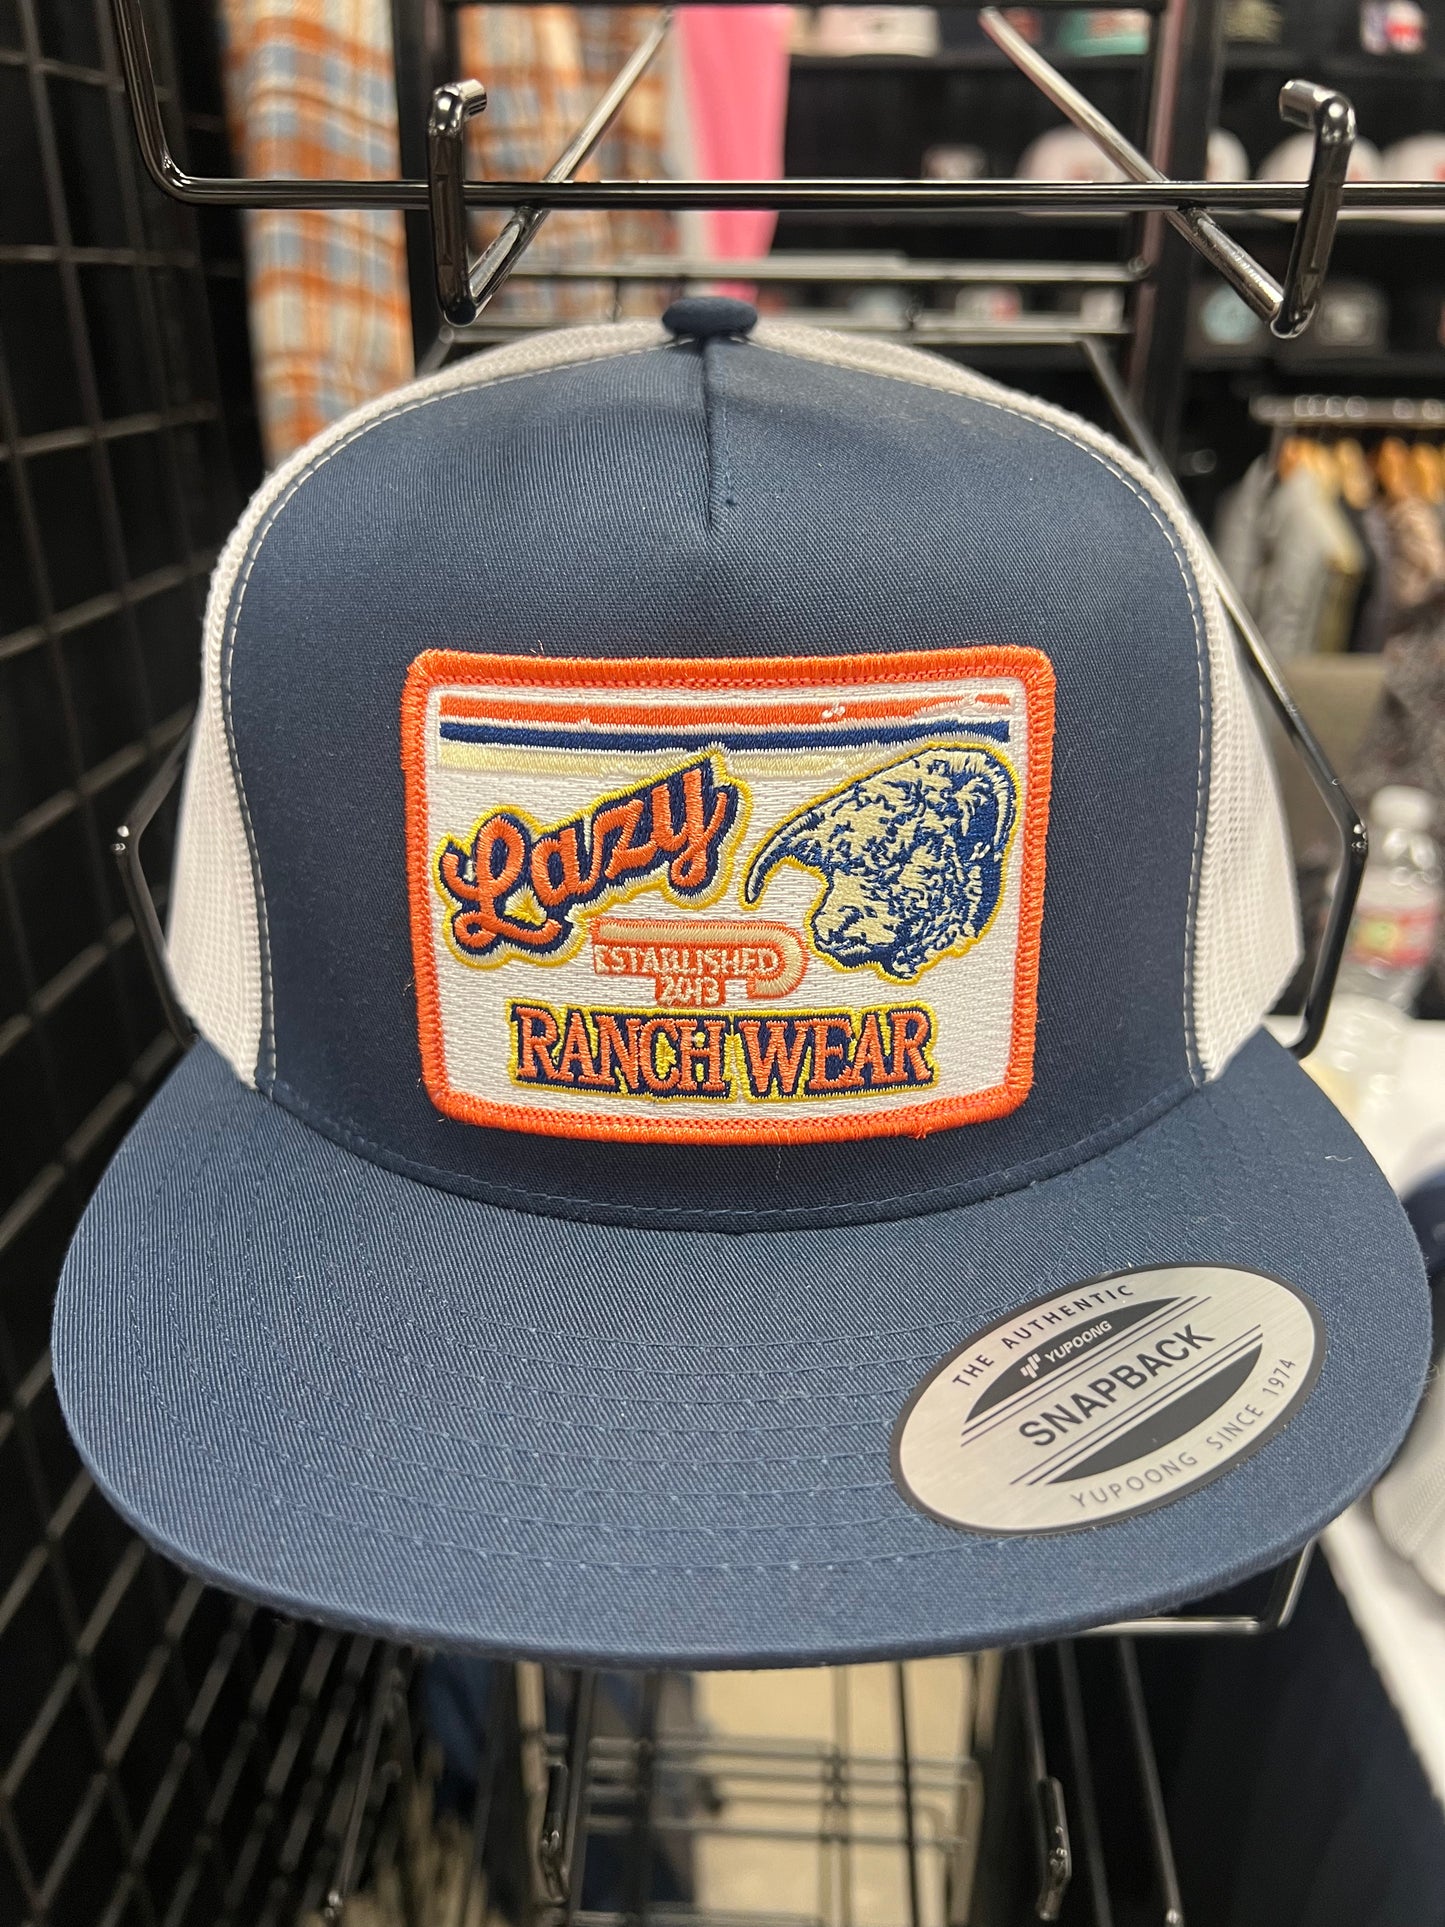 Lazy
ESTABLISHED
2013
RANCH WEAR
THE AUTHENTIC
YUPOONG
SNAPBACK
YUPOONG SINCE 1974